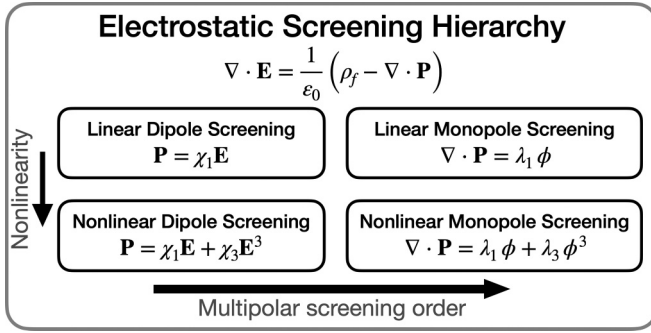 Electrostatic Screening Hierarchy
∇ · E = 1/ε₀ (ρ_f − ∇ · P)
Nonlinearity
Linear Dipole Screening
P = χ₁E
Linear Monopole Screening
∇ · P = λ₁ ϕ
Nonlinear Dipole Screening
P = χ₁E + χ₃E³
Nonlinear Monopole Screening
∇ · P = λ₁ ϕ + λ₃ ϕ³
Multipolar screening order